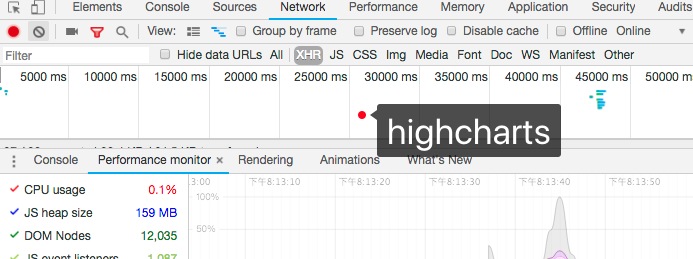 Elements Console Sources Network Performance Memory Application Security Audits
View: Group by frame Preserve log Disable cache Offline Online
Filter Hide data URLs All XHR JS CSS Img Media Font Doc WS Manifest Other
5000 ms 10000 ms 15000 ms 20000 ms 25000 ms 30000 ms 35000 ms 40000 ms 45000 ms 50000 ms
highcharts
Console Performance monitor × Rendering Animations What's New
3:00 下午8:13:10 下午8:13:20 下午8:13:30 下午8:13:40 下午8:13:50
CPU usage 0.1%
100%
JS heap size 159 MB
DOM Nodes 12,035
50%
JS event listeners 1,087